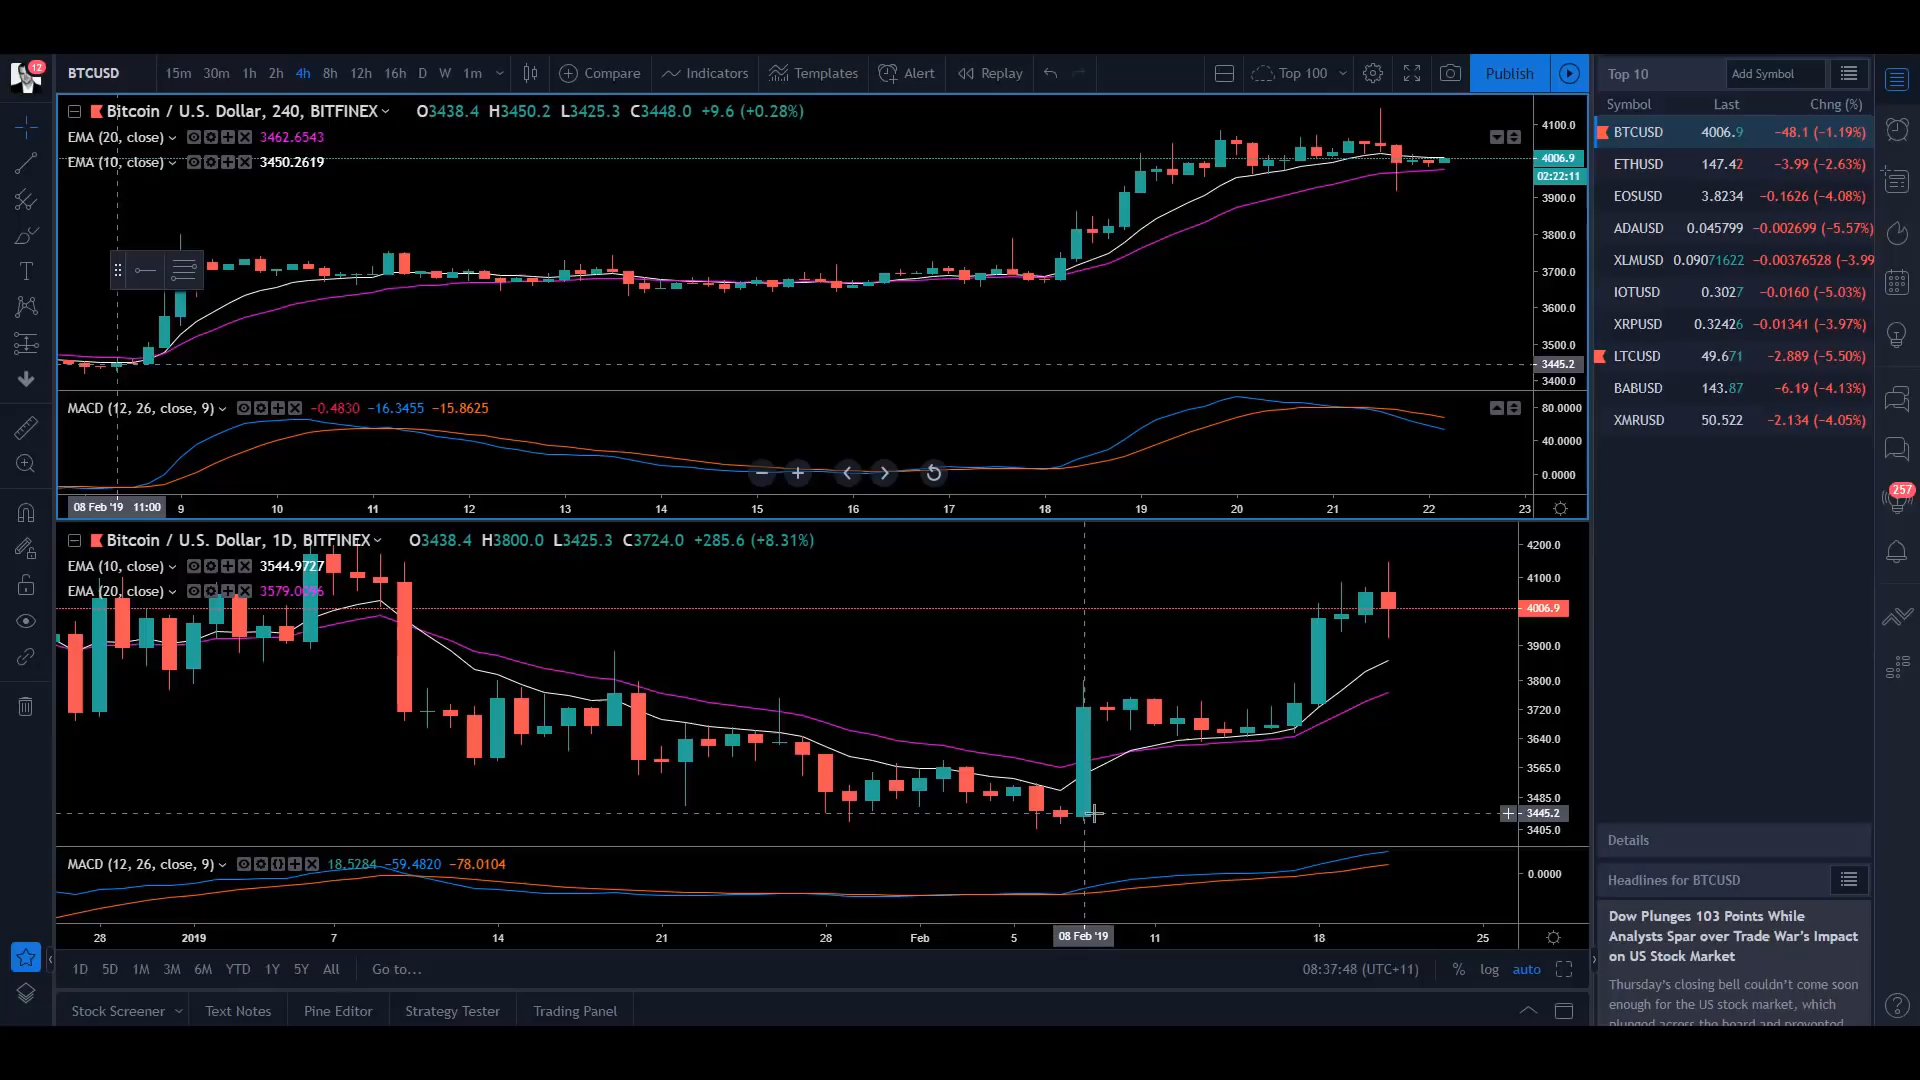 12
BTCUSD 15m 30m 1h 2h 4h 8h 12h 16h D W 1m Compare Indicators Templates Alert Replay Top 100 Publish
Bitcoin / U.S. Dollar, 240, BITFINEX O3438.4 H3450.2 L3425.3 C3448.0 +9.6 (+0.28%)
EMA (20, close) 3462.6543
EMA (10, close) 3450.2619
4100.0
4006.9
02:22:11
3900.0
3800.0
3700.0
3600.0
3500.0
3445.2
3400.0
MACD (12, 26, close, 9) −0.4830 −16.3455 −15.8625
80.0000
40.0000
0.0000
08 Feb '19 11:00 9 10 11 12 13 14 15 16 17 18 19 20 21 22 23
Bitcoin / U.S. Dollar, 1D, BITFINEX O3438.4 H3800.0 L3425.3 C3724.0 +285.6 (+8.31%)
EMA (10, close) 3544.9727
EMA (20, close)
4200.0
4100.0
4006.9
3900.0
3800.0
3720.0
3640.0
3565.0
3485.0
3445.2
3405.0
MACD (12, 26, close, 9) 18.5284 −59.4820 −78.0104
0.0000
28 2019 7 14 21 28 Feb 5 08 Feb '19 11 18 25
1D 5D 1M 3M 6M YTD 1Y 5Y All Go to... 08:37:48 (UTC+11) % log auto
Stock Screener Text Notes Pine Editor Strategy Tester Trading Panel
Top 10 Add Symbol
Symbol Last Chng (%)
BTCUSD 4006.9 −48.1 (−1.19%)
ETHUSD 147.42 −3.99 (−2.63%)
EOSUSD 3.8234 −0.1626 (−4.08%)
ADAUSD 0.045799 −0.002699 (−5.57%)
XLMUSD 0.09071622 −0.00376528 (−3.99
IOTUSD 0.3027 −0.0160 (−5.03%)
XRPUSD 0.32426 −0.01341 (−3.97%)
LTCUSD 49.671 −2.889 (−5.50%)
BABUSD 143.87 −6.19 (−4.13%)
XMRUSD 50.522 −2.134 (−4.05%)
257
Details
Headlines for BTCUSD
Dow Plunges 103 Points While
Analysts Spar over Trade War's Impact
on US Stock Market
Thursday's closing bell couldn't come soon
enough for the US stock market, which
plunged across the board and prevented